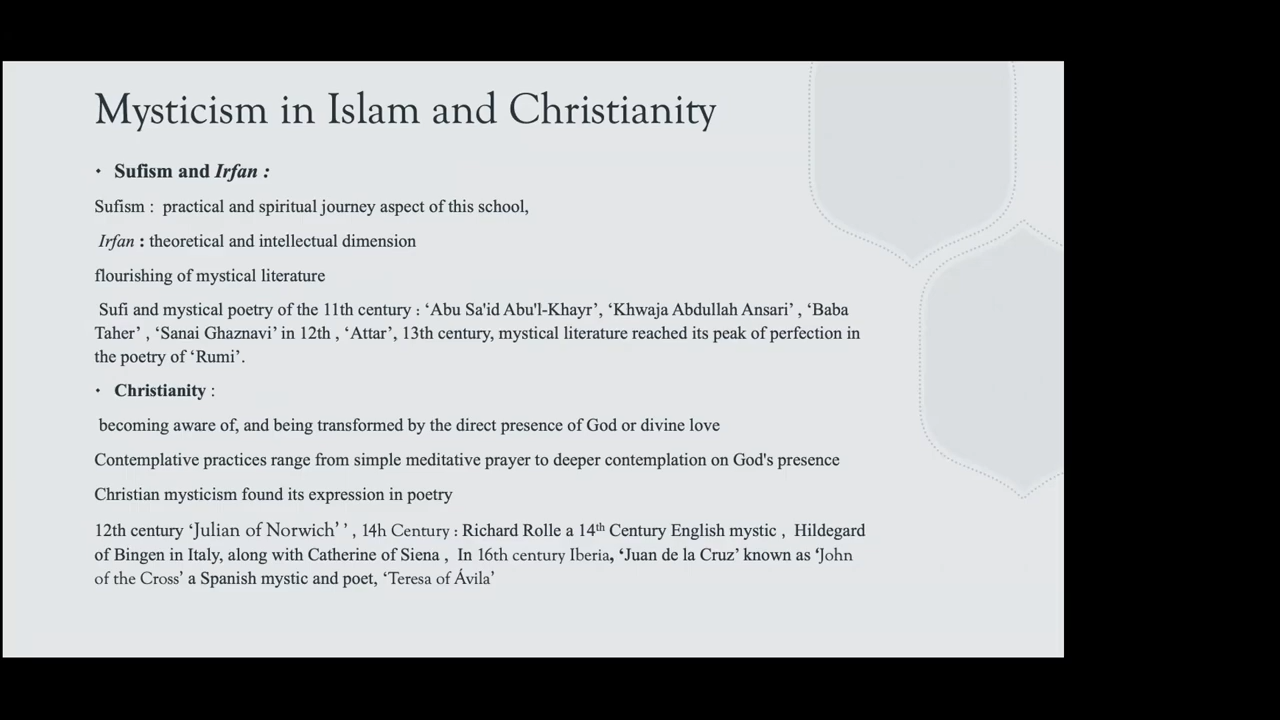 Mysticism in Islam and Christianity
• Sufism and Irfan :
Sufism :  practical and spiritual journey aspect of this school,
Irfan : theoretical and intellectual dimension
flourishing of mystical literature
Sufi and mystical poetry of the 11th century : ‘Abu Sa'id Abu'l-Khayr’, ‘Khwaja Abdullah Ansari’ , ‘Baba
Taher’ , ‘Sanai Ghaznavi’ in 12th , ‘Attar’, 13th century, mystical literature reached its peak of perfection in
the poetry of ‘Rumi’.
• Christianity :
becoming aware of, and being transformed by the direct presence of God or divine love
Contemplative practices range from simple meditative prayer to deeper contemplation on God's presence
Christian mysticism found its expression in poetry
12th century ‘Julian of Norwich’ ’ , 14h Century : Richard Rolle a 14th Century English mystic ,  Hildegard
of Bingen in Italy, along with Catherine of Siena ,  In 16th century Iberia, ‘Juan de la Cruz’ known as ‘John
of the Cross’ a Spanish mystic and poet, ‘Teresa of Ávila’